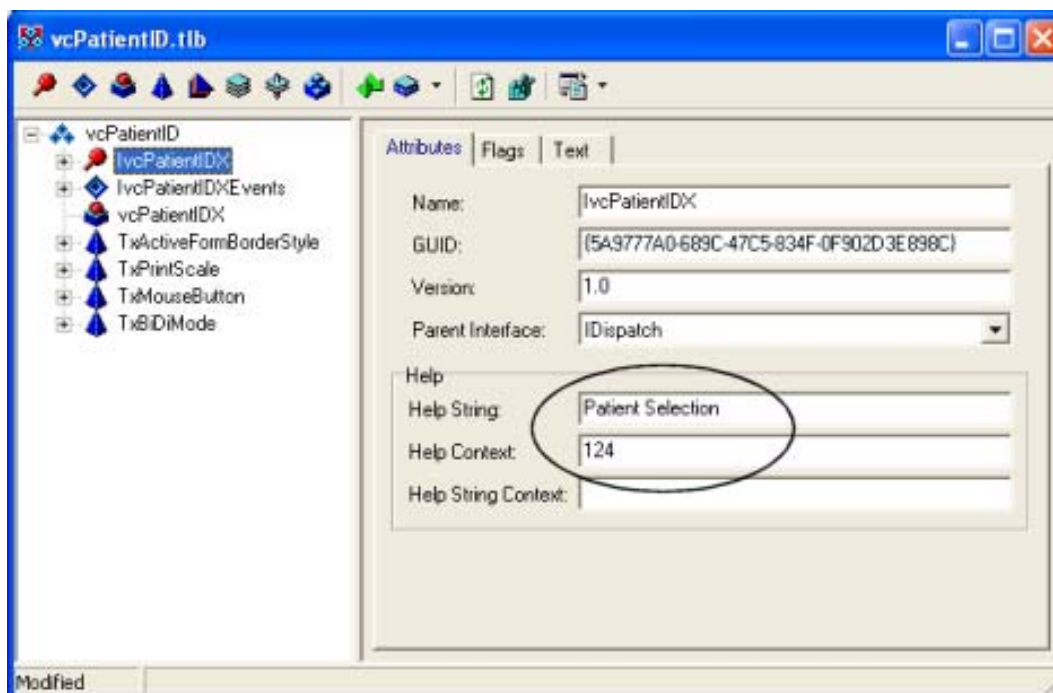 vcPatientID.tlb
vcPatientID
IvcPatientIDX
IvcPatientIDXEvents
vcPatientIDX
TxActiveFormBorderStyle
TxPrintScale
TxMouseButton
TxBiDiMode
Attributes Flags Text
Name: IvcPatientIDX
GUID: {5A9777A0-689C-47C5-834F-0F902D3E898C}
Version: 1.0
Parent Interface: IDispatch
Help
Help String: Patient Selection
Help Context: 124
Help String Context:
Modified